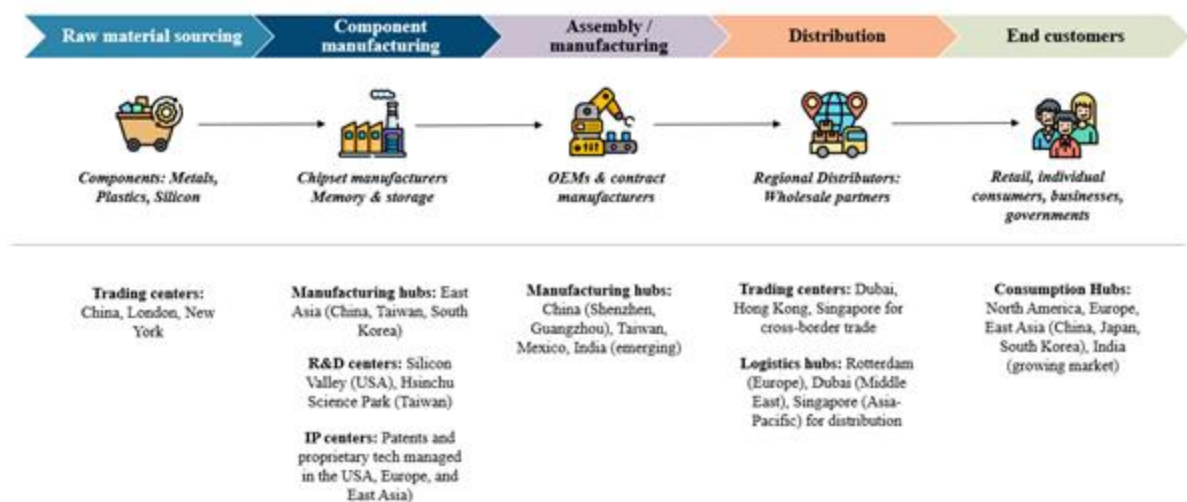 Raw material sourcing
Component
manufacturing
Assembly /
manufacturing
Distribution
End customers
Components: Metals,
Plastics, Silicon
Chipset manufacturers
Memory & storage
OEMs & contract
manufacturers
Regional Distributors:
Wholesale partners
Retail, individual
consumers, businesses,
governments
Trading centers:
China, London, New
York
Manufacturing hubs: East
Asia (China, Taiwan, South
Korea)
R&D centers: Silicon
Valley (USA), Hsinchu
Science Park (Taiwan)
IP centers: Patents and
proprietary tech managed
in the USA, Europe, and
East Asia)
Manufacturing hubs:
China (Shenzhen,
Guangzhou), Taiwan,
Mexico, India (emerging)
Trading centers: Dubai,
Hong Kong, Singapore for
cross-border trade
Logistics hubs: Rotterdam
(Europe), Dubai (Middle
East), Singapore (Asia-
Pacific) for distribution
Consumption Hubs:
North America, Europe,
East Asia (China, Japan,
South Korea), India
(growing market)